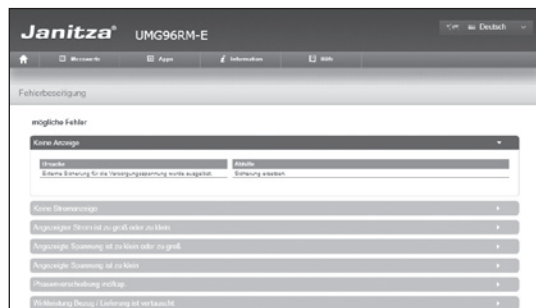 Janitza® UMG96RM-E
Deutsch
Messwerte Apps Information Hilfe
Fehlerbeseitigung
mögliche Fehler
Keine Anzeige
Ursache Abhilfe
Externe Sicherung für die Versorgungsspannung wurde ausgelöst. Sicherung ersetzen.
Keine Stromanzeige
Angezeigter Strom ist zu groß oder zu klein
Angezeigte Spannung ist zu klein oder zu groß
Angezeigte Spannung ist zu klein
Phasenverschiebung ind/kap.
Wirkleistung Bezug / Lieferung ist vertauscht.